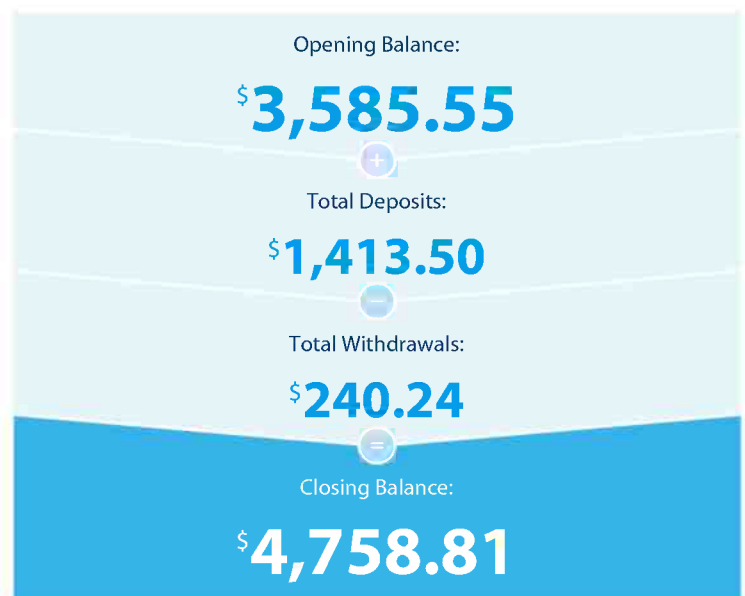 Opening Balance:
$3,585.55
+
Total Deposits:
$1,413.50
−
Total Withdrawals:
$240.24
=
Closing Balance:
$4,758.81